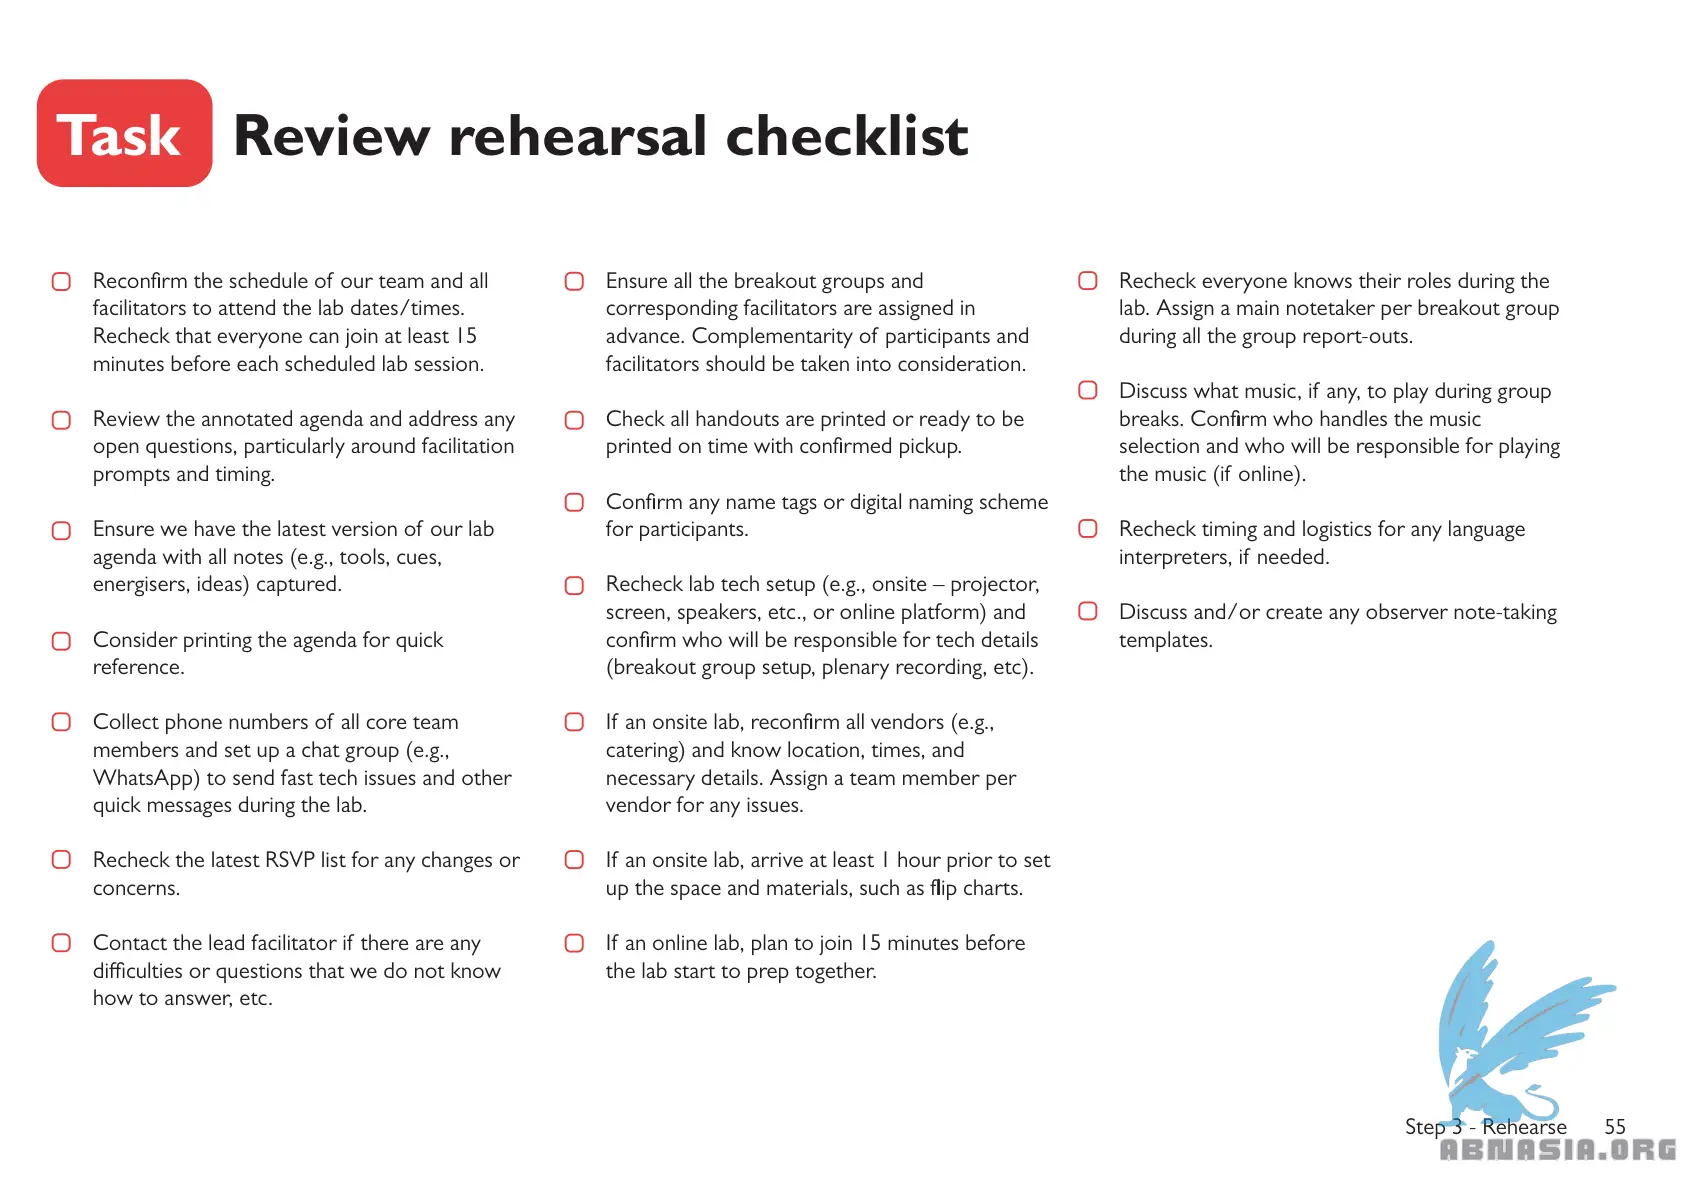 Task
Review rehearsal checklist
Reconfirm the schedule of our team and all
facilitators to attend the lab dates/times.
Recheck that everyone can join at least 15
minutes before each scheduled lab session.
Review the annotated agenda and address any
open questions, particularly around facilitation
prompts and timing.
Ensure we have the latest version of our lab
agenda with all notes (e.g., tools, cues,
energisers, ideas) captured.
Consider printing the agenda for quick
reference.
Collect phone numbers of all core team
members and set up a chat group (e.g.,
WhatsApp) to send fast tech issues and other
quick messages during the lab.
Recheck the latest RSVP list for any changes or
concerns.
Contact the lead facilitator if there are any
difficulties or questions that we do not know
how to answer, etc.
Ensure all the breakout groups and
corresponding facilitators are assigned in
advance. Complementarity of participants and
facilitators should be taken into consideration.
Check all handouts are printed or ready to be
printed on time with confirmed pickup.
Confirm any name tags or digital naming scheme
for participants.
Recheck lab tech setup (e.g., onsite – projector,
screen, speakers, etc., or online platform) and
confirm who will be responsible for tech details
(breakout group setup, plenary recording, etc).
If an onsite lab, reconfirm all vendors (e.g.,
catering) and know location, times, and
necessary details. Assign a team member per
vendor for any issues.
If an onsite lab, arrive at least 1 hour prior to set
up the space and materials, such as flip charts.
If an online lab, plan to join 15 minutes before
the lab start to prep together.
Recheck everyone knows their roles during the
lab. Assign a main notetaker per breakout group
during all the group report-outs.
Discuss what music, if any, to play during group
breaks. Confirm who handles the music
selection and who will be responsible for playing
the music (if online).
Recheck timing and logistics for any language
interpreters, if needed.
Discuss and/or create any observer note-taking
templates.
Step 3 - Rehearse 55
ABNASIA.ORG